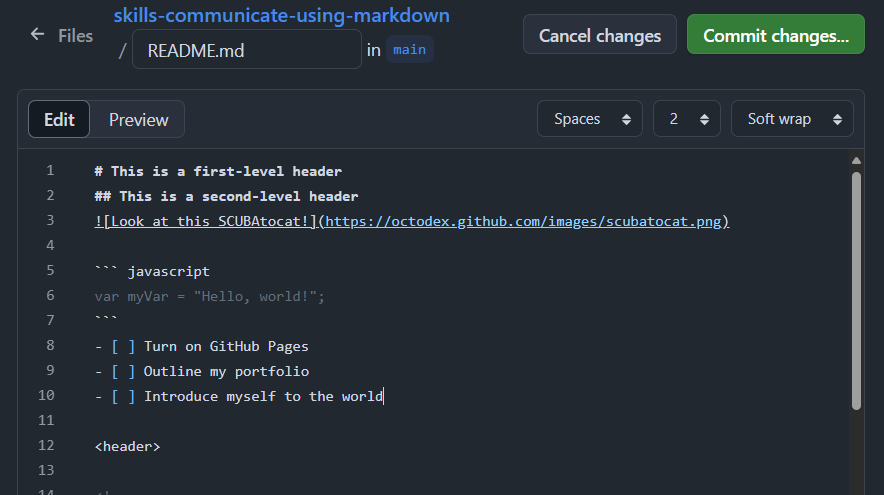 skills-communicate-using-markdown
Files / README.md in main
Cancel changes
Commit changes...
Edit
Preview
Spaces
2
Soft wrap
1 # This is a first-level header
2 ## This is a second-level header
3 ![Look at this SCUBAtocat!](https://octodex.github.com/images/scubatocat.png)
4
5 ``` javascript
6 var myVar = "Hello, world!";
7 ```
8 - [ ] Turn on GitHub Pages
9 - [ ] Outline my portfolio
10 - [ ] Introduce myself to the world
11
12 <header>
13
14